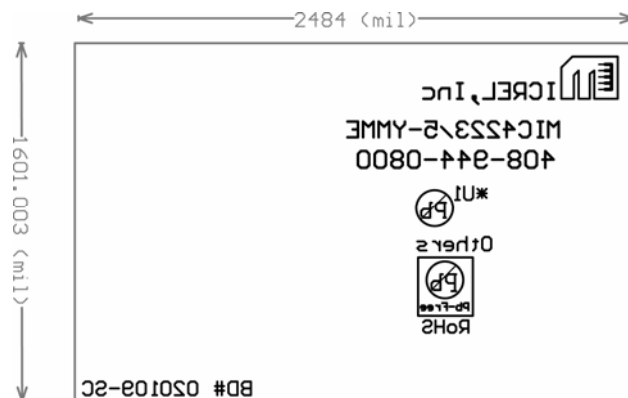 2484 (mil)
1601.003 (mil)
ICREL,Inc
MIC4223/5-YMME
408-944-0800
*U1
Pb
Others
Pb
Pb-Free
RoHS
BD# 020109-SC